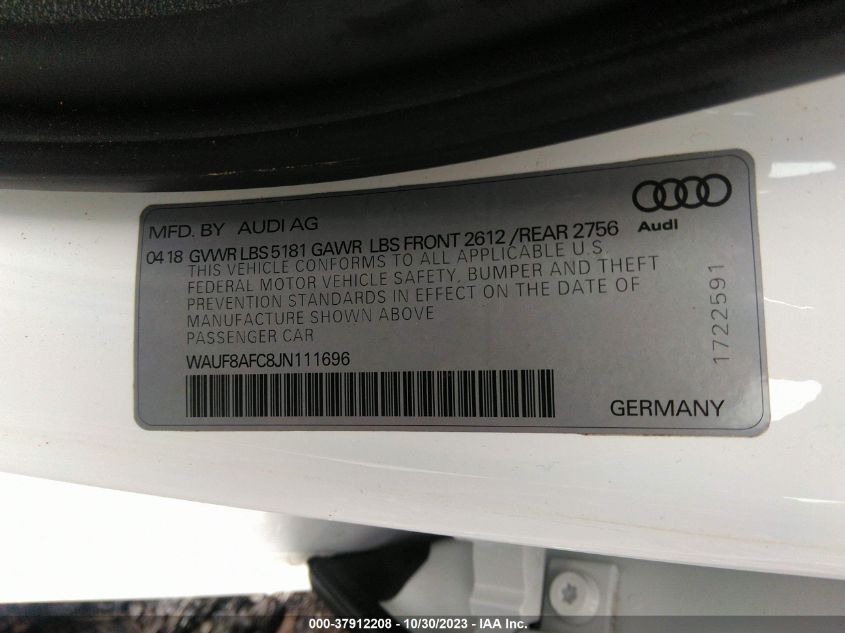 MFD. BY AUDI AG
Audi
04 18 GVWR LBS 5181 GAWR LBS FRONT 2612 /REAR 2756
THIS VEHICLE CONFORMS TO ALL APPLICABLE U.S.
FEDERAL MOTOR VEHICLE SAFETY, BUMPER AND THEFT
PREVENTION STANDARDS IN EFFECT ON THE DATE OF
MANUFACTURE SHOWN ABOVE
PASSENGER CAR
WAUF8AFC8JN111696
GERMANY
1722591
000-37912208 - 10/30/2023 - IAA Inc.